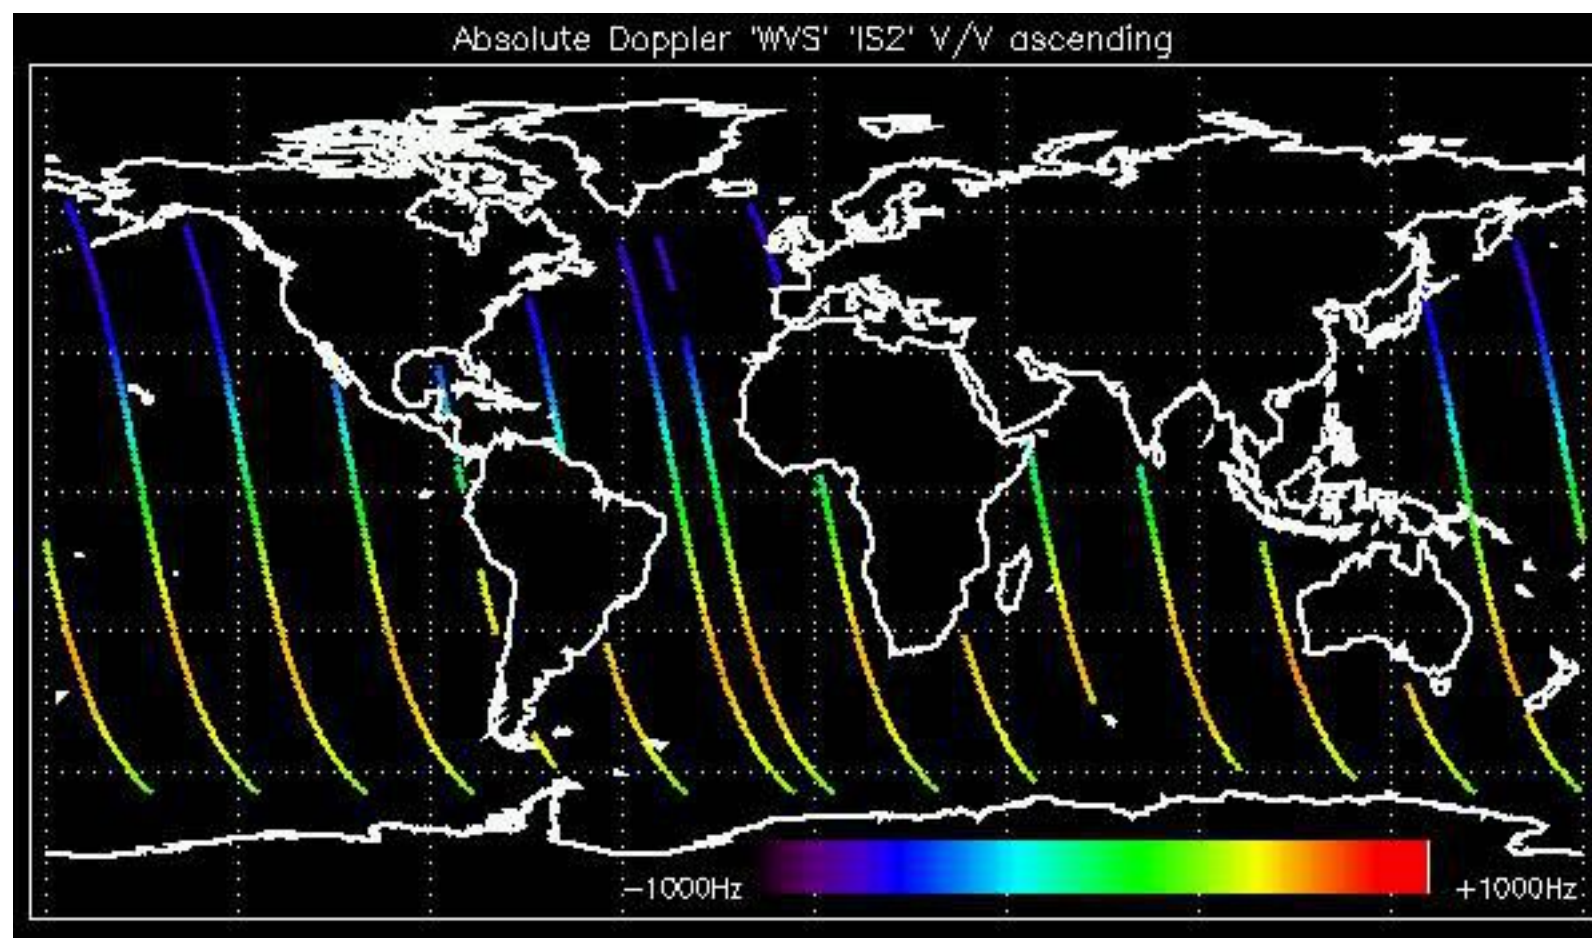 Absolute Doppler 'WVS' 'IS2' V/V ascending
-1000Hz
+1000Hz